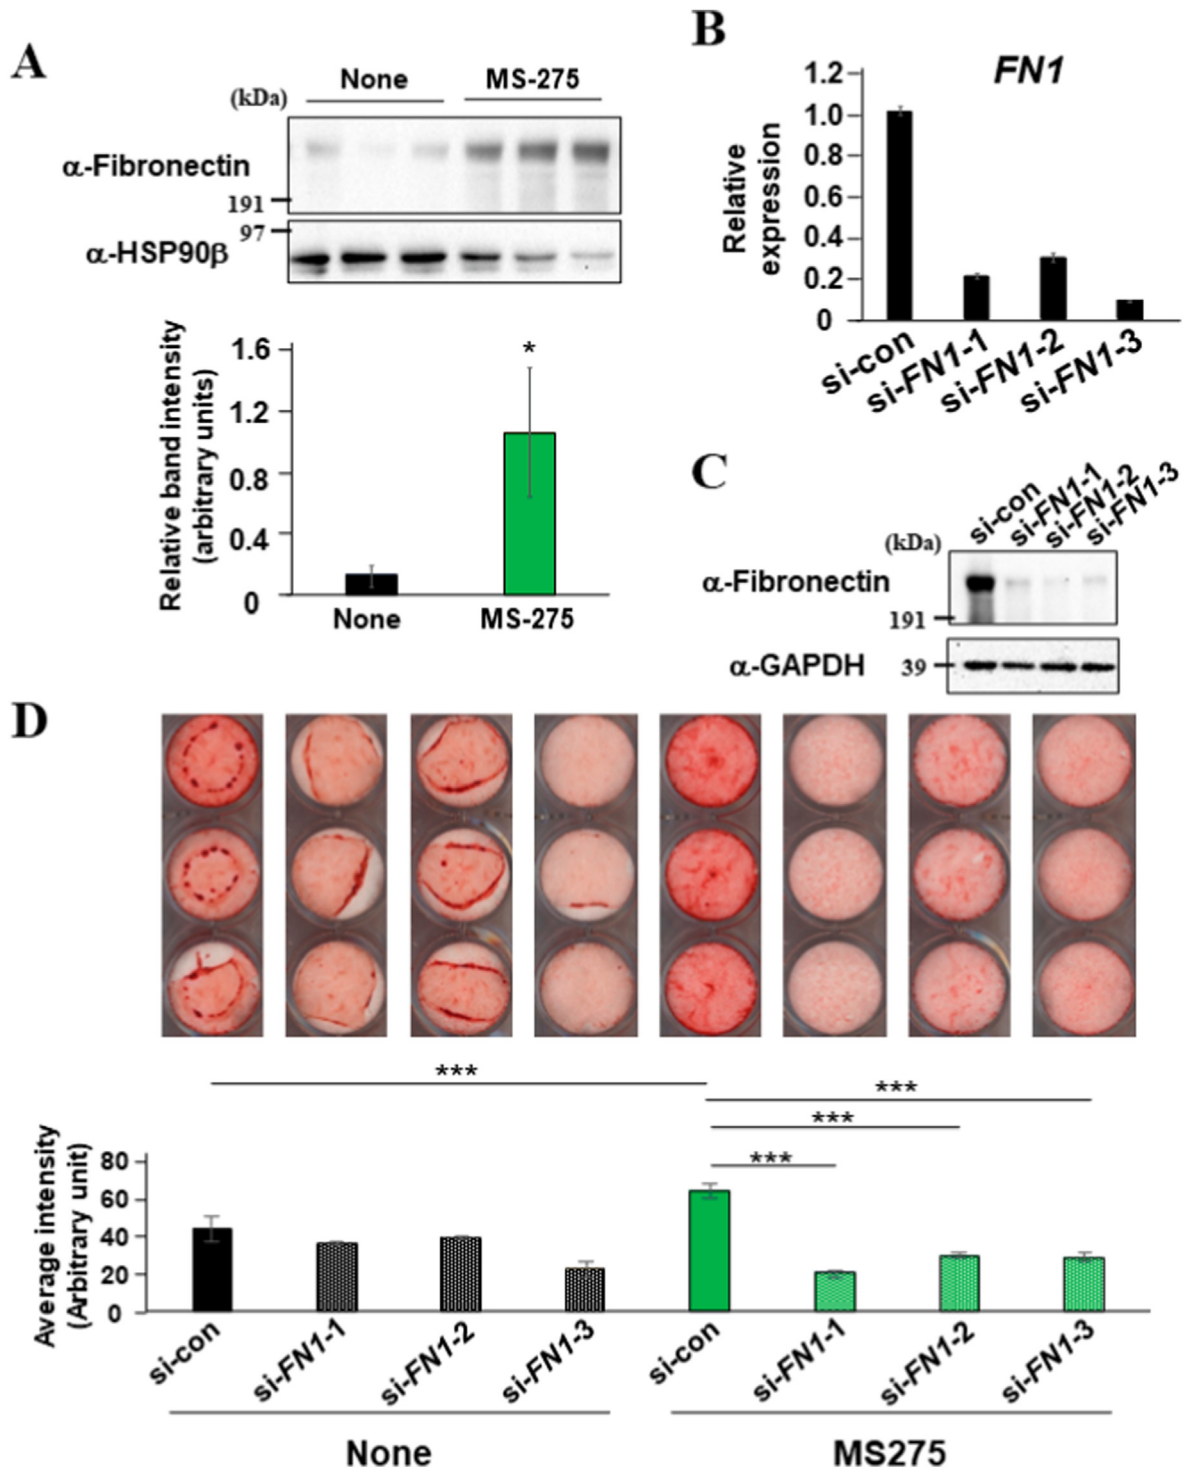 A
None MS-275
(kDa)
α-Fibronectin
191
97
α-HSP90β
Relative band intensity
(arbitrary units)
1.6
1.2
0.8
0.4
0
*
None MS-275
B
FN1
Relative
expression
1.2
1.0
0.8
0.6
0.4
0.2
0
si-con
si-FN1-1
si-FN1-2
si-FN1-3
C
si-con
si-FN1-1
si-FN1-2
si-FN1-3
(kDa)
α-Fibronectin
191
α-GAPDH
39
D
***
***
***
***
Average intensity
(Arbitrary unit)
80
60
40
20
0
si-con
si-FN1-1
si-FN1-2
si-FN1-3
si-con
si-FN1-1
si-FN1-2
si-FN1-3
None
MS275